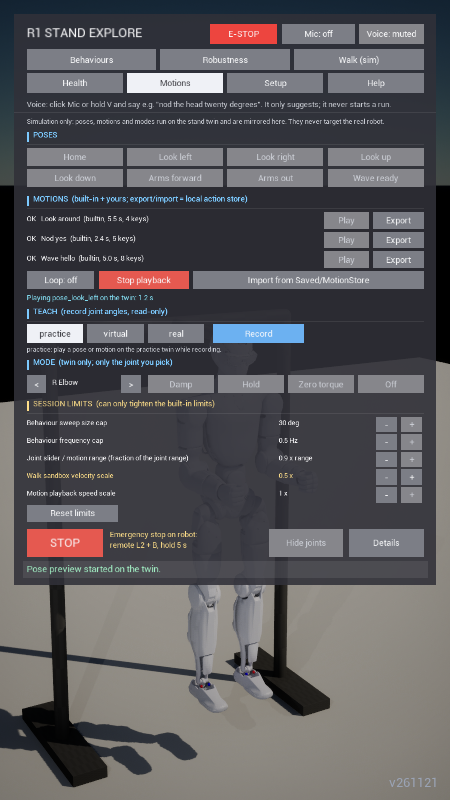 R1 STAND EXPLORE
E-STOP
Mic: off
Voice: muted
Behaviours
Robustness
Walk (sim)
Health
Motions
Setup
Help
Voice: click Mic or hold V and say e.g. "nod the head twenty degrees". It only suggests; it never starts a run.
Simulation only: poses, motions and modes run on the stand twin and are mirrored here. They never target the real robot.
POSES
Home
Look left
Look right
Look up
Look down
Arms forward
Arms out
Wave ready
MOTIONS (built-in + yours; export/import = local action store)
OK Look around (builtin, 5.5 s, 4 keys)
Play
Export
OK Nod yes (builtin, 2.4 s, 5 keys)
Play
Export
OK Wave hello (builtin, 5.0 s, 8 keys)
Play
Export
Loop: off
Stop playback
Import from Saved/MotionStore
Playing pose_look_left on the twin: 1.2 s
TEACH (record joint angles, read-only)
practice
virtual
real
Record
practice: play a pose or motion on the practice twin while recording.
MODE (twin only; only the joint you pick)
<
R Elbow
>
Damp
Hold
Zero torque
Off
SESSION LIMITS (can only tighten the built-in limits)
Behaviour sweep size cap
30 deg
-
+
Behaviour frequency cap
0.5 Hz
-
+
Joint slider / motion range (fraction of the joint range)
0.9 x range
-
+
Walk sandbox velocity scale
0.5 x
-
+
Motion playback speed scale
1 x
-
+
Reset limits
STOP
Emergency stop on robot:
remote L2 + B, hold 5 s
Hide joints
Details
Pose preview started on the twin.
v261121